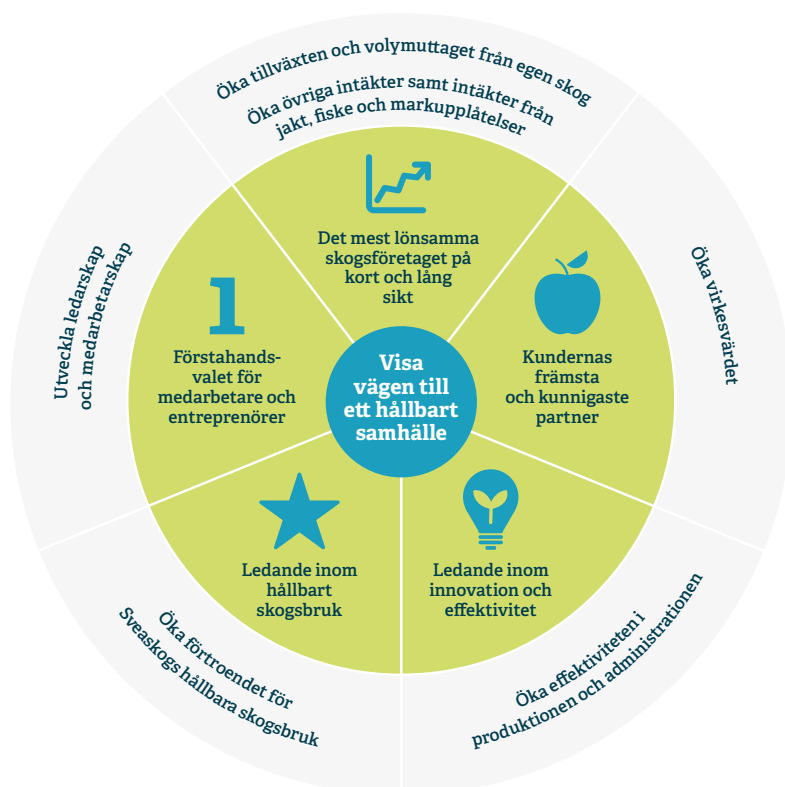 Öka tillväxten och volymuttaget från egen skog
Öka övriga intäkter samt intäkter från
jakt, fiske och markupplåtelser
Det mest lönsamma
skogsföretaget på
kort och lång
sikt
Öka virkesvärdet
Kundernas
främsta
och kunnigaste
partner
Öka effektiviteten i
produktionen och administrationen
Ledande inom
innovation och
effektivitet
Öka förtroendet för
Sveaskogs hållbara skogsbruk
Ledande inom
hållbart
skogsbruk
Utveckla ledarskap
och medarbetarskap
1
Förstahands-
valet för
medarbetare och
entreprenörer
Visa
vägen till
ett hållbart
samhälle